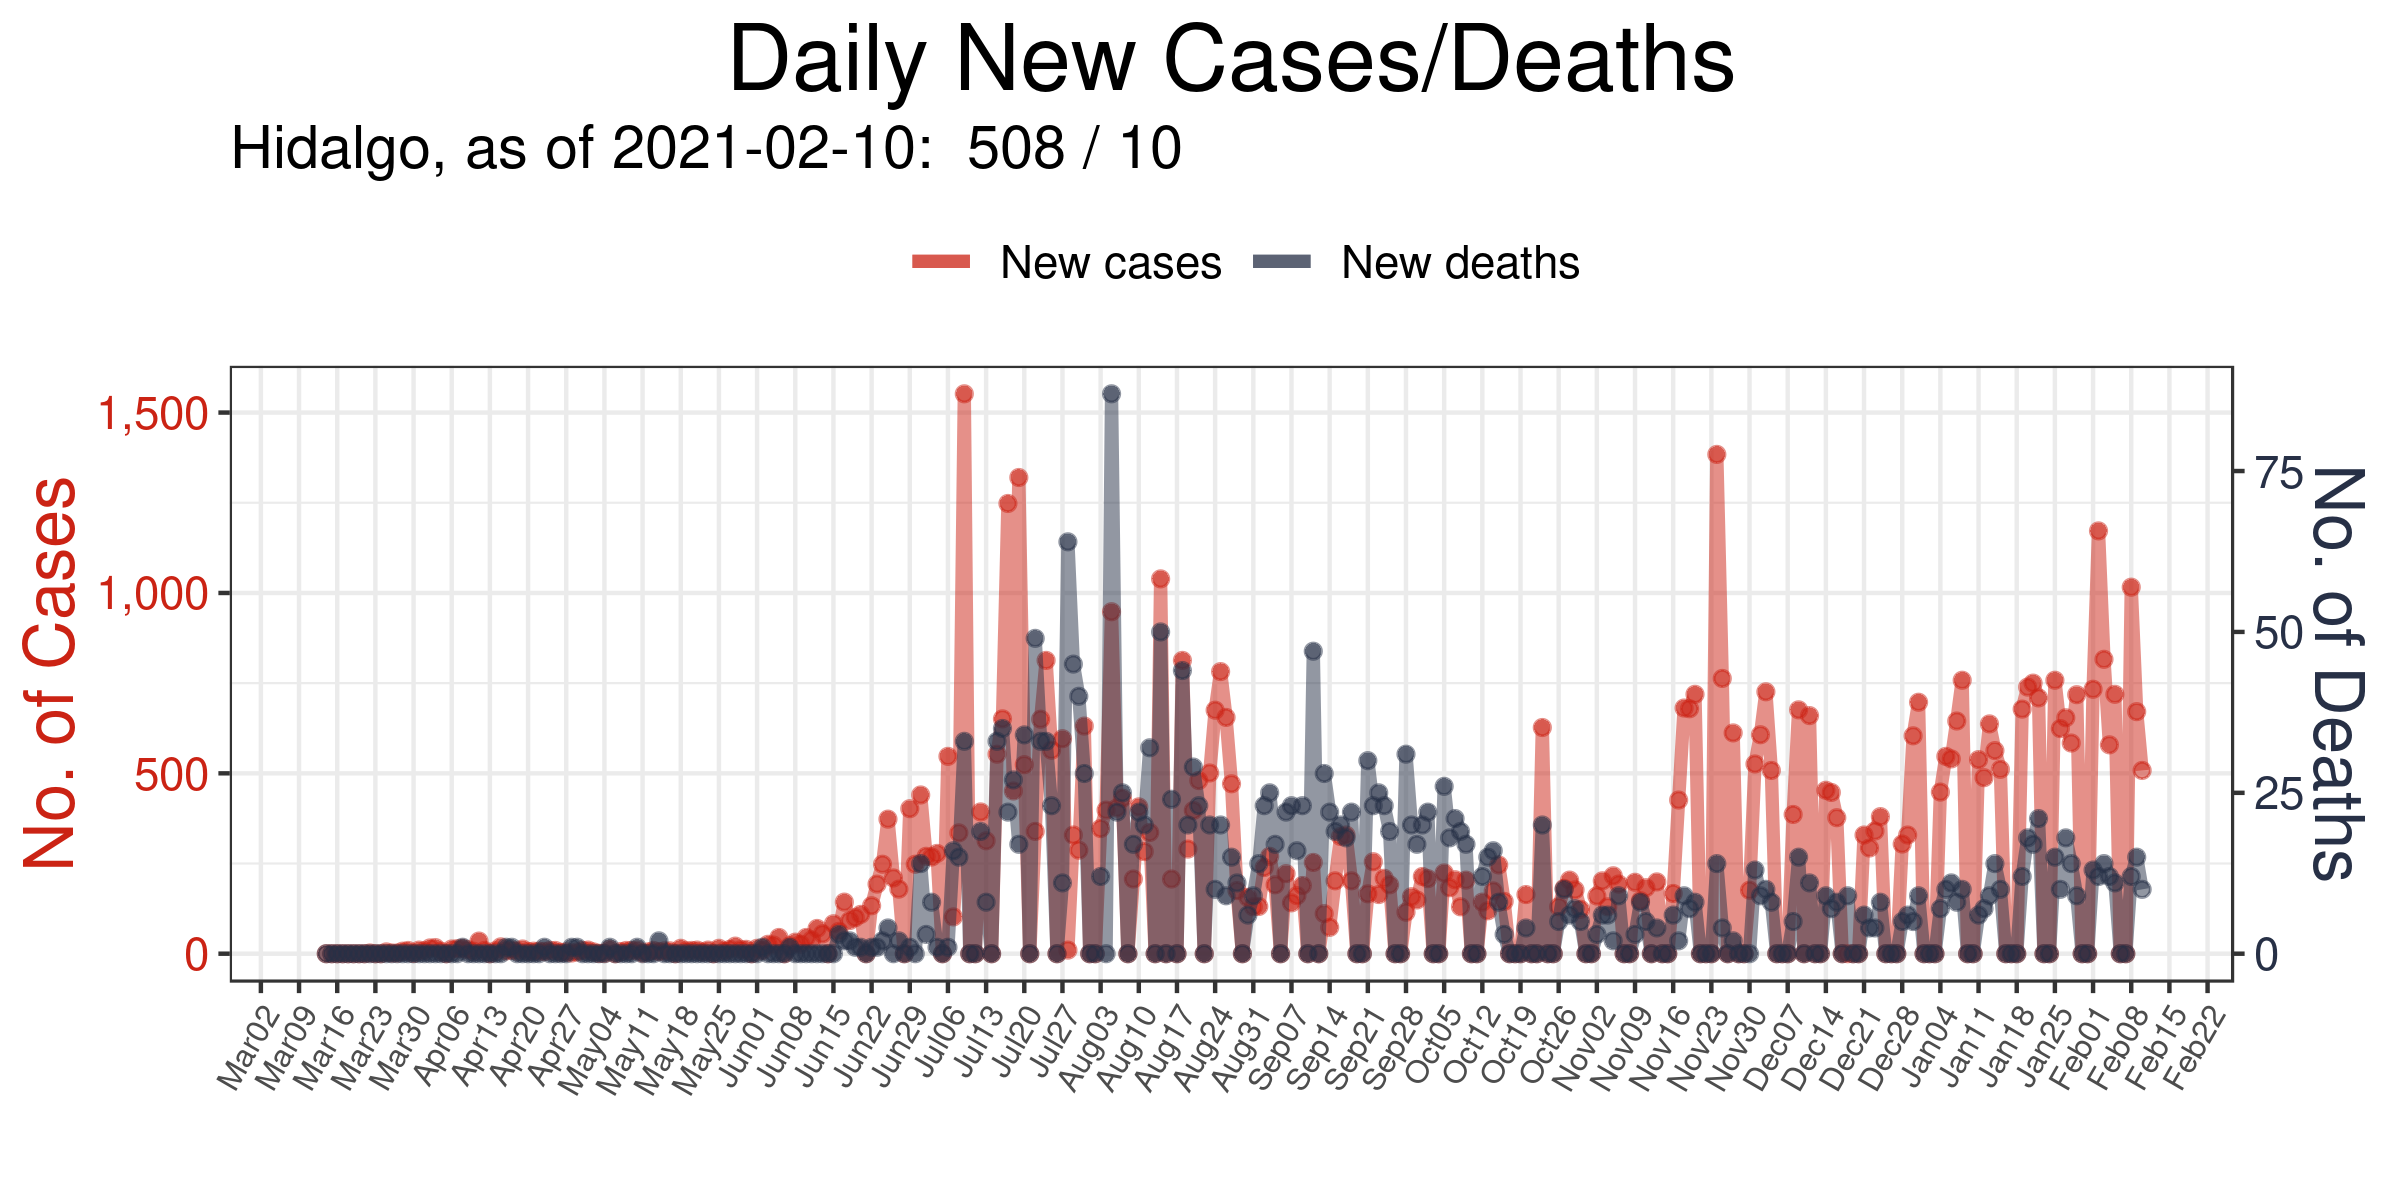 Daily New Cases/Deaths
Hidalgo, as of 2021-02-10:  508 / 10
New cases
New deaths
No. of Cases
1,500
1,000
500
0
75
50
25
0
No. of Deaths
Mar02
Mar09
Mar16
Mar23
Mar30
Apr06
Apr13
Apr20
Apr27
May04
May11
May18
May25
Jun01
Jun08
Jun15
Jun22
Jun29
Jul06
Jul13
Jul20
Jul27
Aug03
Aug10
Aug17
Aug24
Aug31
Sep07
Sep14
Sep21
Sep28
Oct05
Oct12
Oct19
Oct26
Nov02
Nov09
Nov16
Nov23
Nov30
Dec07
Dec14
Dec21
Dec28
Jan04
Jan11
Jan18
Jan25
Feb01
Feb08
Feb15
Feb22